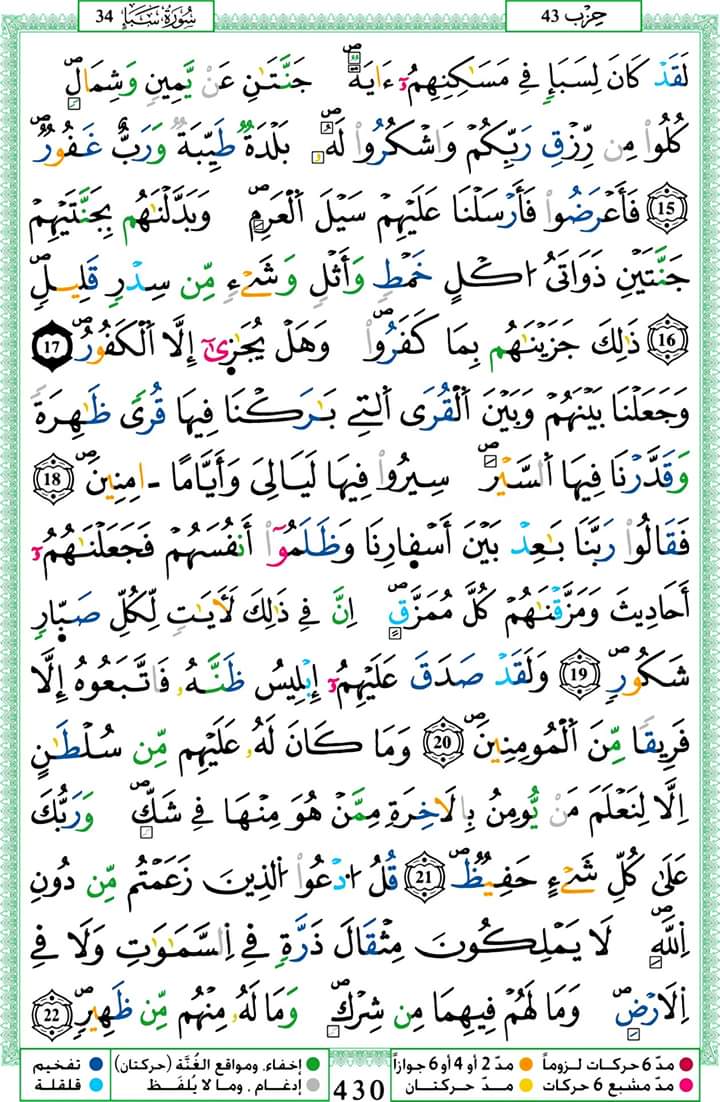 سُورَةُ سَبَإٍ 34
حِزْب 43
لَقَدْ كَانَ لِسَبَإٖ فِے مَسَٰكِنِهِمُۥٓ ءَايَةٞۖ جَنَّتَٰنِ عَنْ يَّمِينٖ وَشِمَالٖۖ
كُلُواْ مِن رِّزْقِ رَبِّكُمْ وَاشْكُرُواْ لَهُۥۖ بَلْدَةٞ طَيِّبَةٞ وَرَبٌّ غَفُورٞۖ
15 فَأَعْرَضُواْ فَأَرْسَلْنَا عَلَيْهِمْ سَيْلَ اَ۬لْعَرِمِۖ وَبَدَّلْنَٰهُم بِجَنَّتَيْهِمْ
جَنَّتَيْنِ ذَوَاتَىُ ا۟كْلٍ خَمْطٖ وَأَثْلٖ وَشَےْءٖ مِّن سِدْرٖ قَلِيلٖۖ
16 ذَٰلِكَ جَزَيْنَٰهُم بِمَا كَفَرُواْۖ وَهَلْ يُجَٰزٜىٰٓ إِلَّا اَ۬لْكَفُورُۖ 17
وَجَعَلْنَا بَيْنَهُمْ وَبَيْنَ اَ۬لْقُرَى اَ۬لتِے بَٰرَكْنَا فِيهَا قُرىٗ ظَٰهِرَةٗ
وَقَدَّرْنَا فِيهَا اَ۬لسَّيْرَۖ سِيرُواْ فِيهَا لَيَالِيَ وَأَيَّاماً ـ اٰمِنِينَۖ 18
فَقَالُواْ رَبَّنَا بَٰعِدْ بَيْنَ أَسْفٜارِنَا وَظَلَمُوٓاْ أَنفُسَهُمْ فَجَعَلْنَٰهُمُۥٓ
أَحَادِيثَ وَمَزَّقْنَٰهُمْ كُلَّ مُمَزَّقٍۖ اِنَّ فِے ذَٰلِكَ لَأٓيَٰتٖ لِّكُلِّ صَبّٜارٖ
شَكُورٖۖ 19 وَلَقَدْ صَدَقَ عَلَيْهِمُۥٓ إِبْلِيسُ ظَنَّهُۥ فَاتَّبَعُوهُ إِلَّا
فَرِيقاٗ مِّنَ اَ۬لْمُومِنِينَۖ 20 وَمَا كَانَ لَهُۥ عَلَيْهِم مِّن سُلْطَٰنٍ
اِلَّا لِنَعْلَمَ مَنْ يُّومِنُ بِالَاخِرَةِ مِمَّنْ هُوَ مِنْهَا فِے شَكّٖۖ وَرَبُّكَ
عَلَىٰ كُلِّ شَےْءٍ حَفِيظٞۖ 21 قُلُ ا۟دْعُواْ اُ۬لذِينَ زَعَمْتُم مِّن دُونِ
اِ۬للَّهِۖ لَا يَمْلِكُونَ مِثْقَالَ ذَرَّةٖ فِے اِ۬لسَّمَٰوَٰتِ وَلَا فِے
اِ۬لَارْضِۖ وَمَا لَهُمْ فِيهِمَا مِن شِرْكٖۖ وَمَا لَهُۥ مِنْهُم مِّن ظَهِيرٖۖ 22
مدّ 6 حركات لزوماً مدّ 2 أو 4 أو 6 جوازاً إخفاء، ومواقع الغُنَّة (حركتان) تفخيم
مدّ مشبع 6 حركات مدّ حركتان 430 إدغام، وما لا يُلفَظ قلقلة